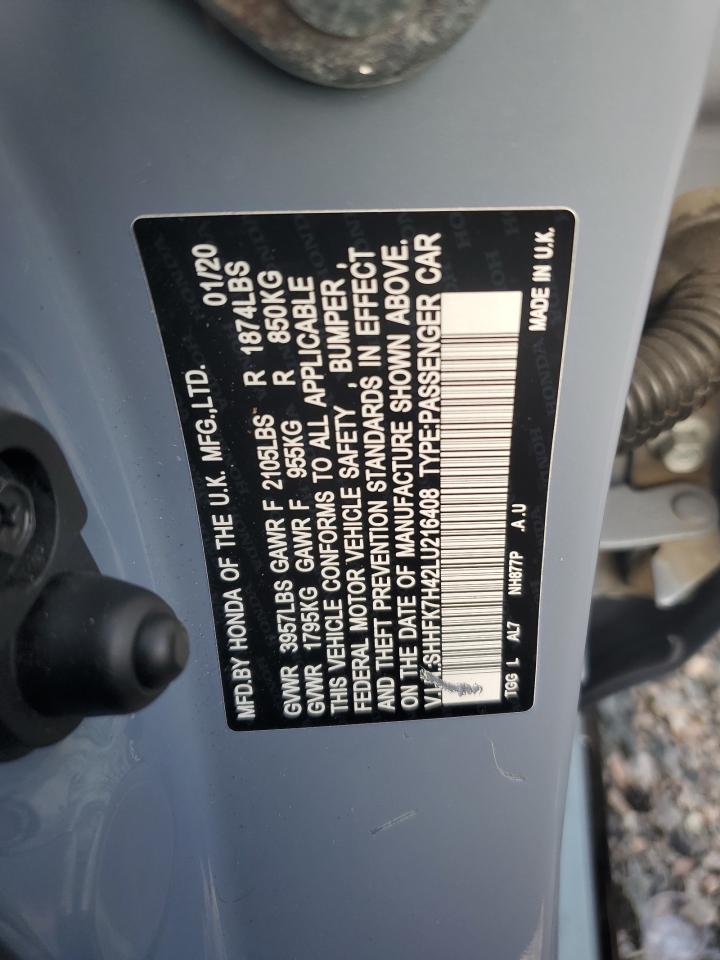 MFD.BY HONDA OF THE U.K. MFG.,LTD. 01/20
GVWR 3957LBS GAWR F 2105LBS R 1874LBS
GVWR 1795KG GAWR F 955KG R 850KG
THIS VEHICLE CONFORMS TO ALL APPLICABLE
FEDERAL MOTOR VEHICLE SAFETY , BUMPER ,
AND THEFT PREVENTION STANDARDS IN EFFECT
ON THE DATE OF MANUFACTURE SHOWN ABOVE.
V.I.N.:SHHFK7H42LU216408 TYPE:PASSENGER CAR
TGG L AL7 NH877P .A.U MADE IN U.K.